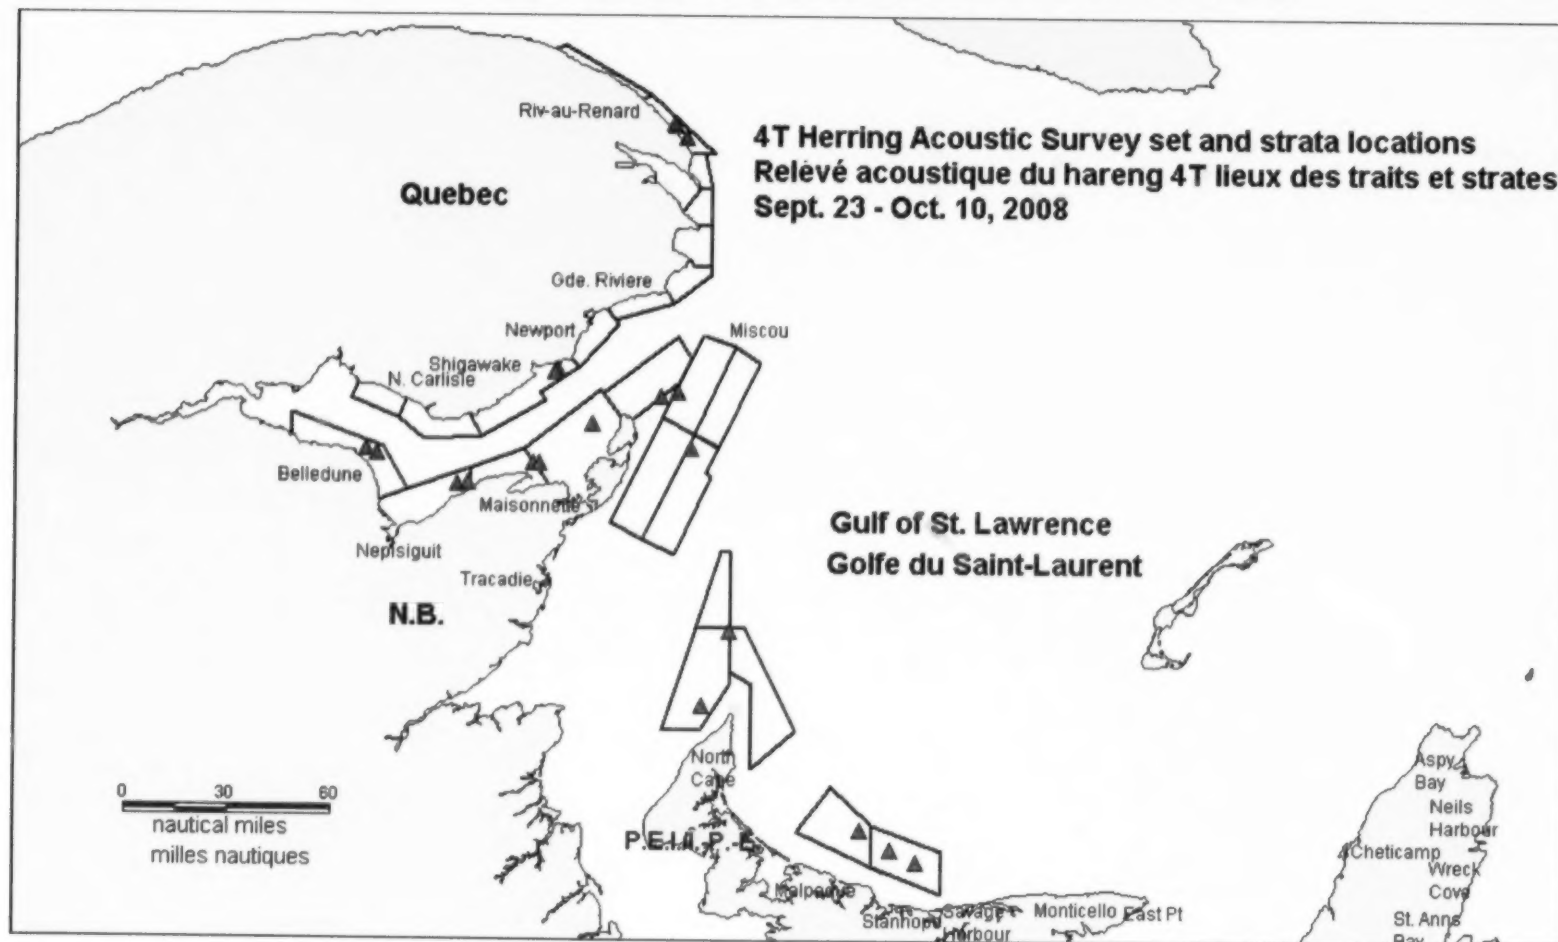 Riv-au-Renard
4T Herring Acoustic Survey set and strata locations
Relevé acoustique du hareng 4T lieux des traits et strates
Sept. 23 - Oct. 10, 2008
Quebec
Gde. Riviere
Newport
Miscou
Shigawake
N. Carlisle
Belledune
Maisonnette
Nepisiguit
Gulf of St. Lawrence
Golfe du Saint-Laurent
Tracadie
N.B.
North
Cape
0 30 60
nautical miles
milles nautiques
P.E.I./Î.-P.-É.
Malpeque
Stanhope
Savage
Harbour
Monticello
East Pt
Aspy
Bay
Neils
Harbour
Cheticamp
Wreck
Cove
St. Anns
Bay